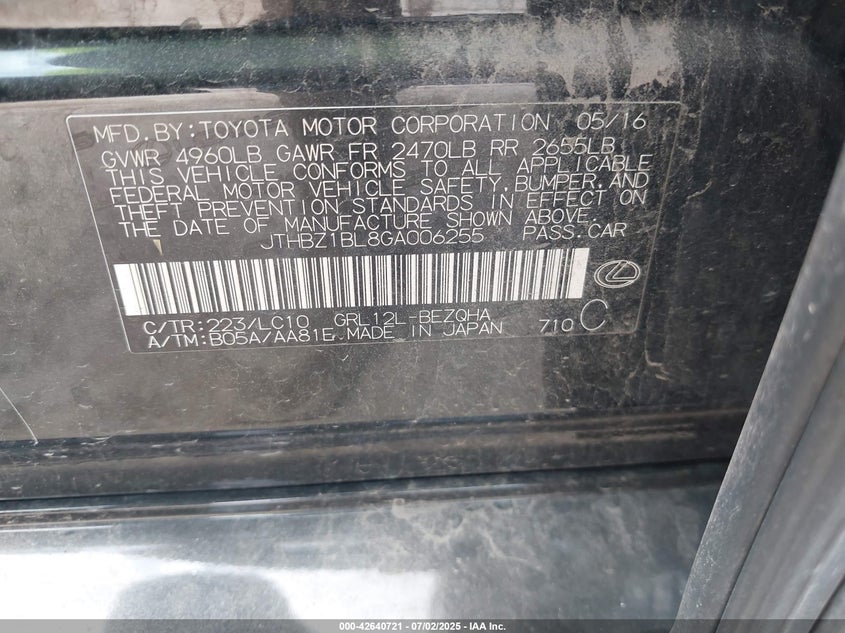 MFD.BY:TOYOTA MOTOR CORPORATION 05/16
GVWR 4960LB GAWR FR 2470LB RR 2655LB
THIS VEHICLE CONFORMS TO ALL APPLICABLE
FEDERAL MOTOR VEHICLE SAFETY,BUMPER,AND
THEFT PREVENTION STANDARDS IN EFFECT ON
THE DATE OF MANUFACTURE SHOWN ABOVE.
JTHBZ1BL8GA006255 PASS.CAR
C/TR:223/LC10 GRL12L-BEZQHA
A/TM:B05A/AA81E MADE IN JAPAN 710 C
000-42640721 - 07/02/2025 - IAA Inc.